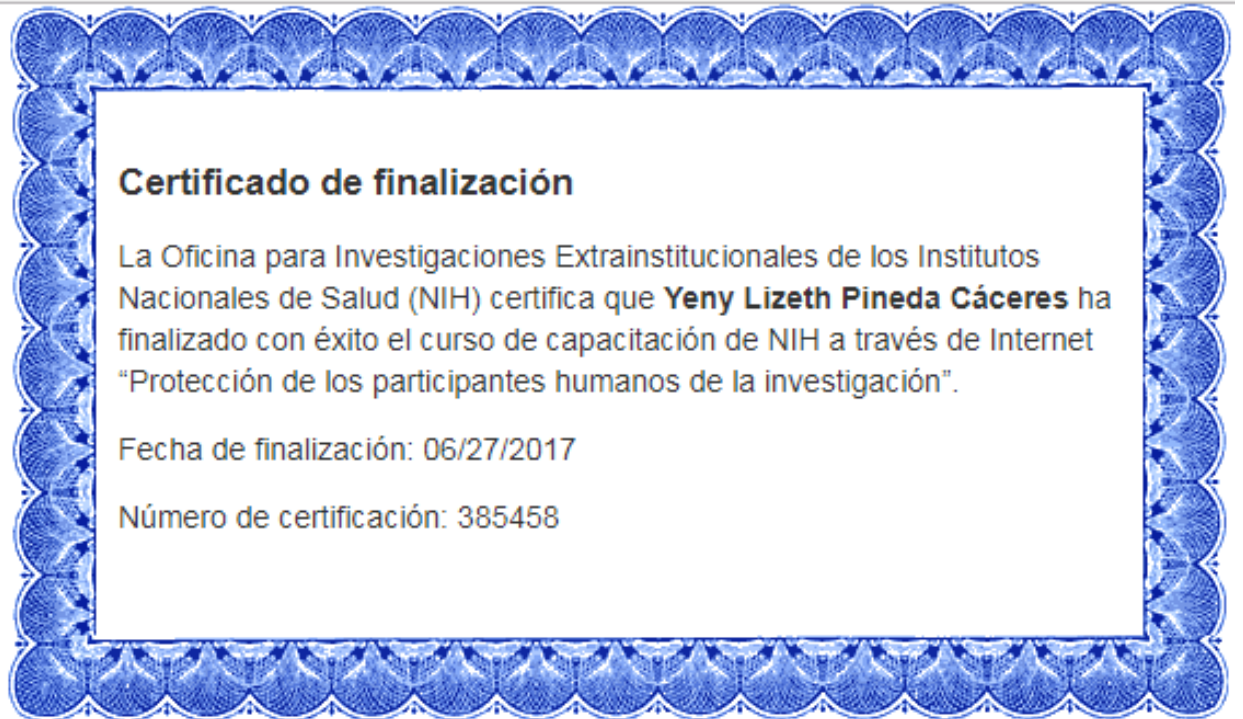 Certificado de finalización
La Oficina para Investigaciones Extrainstitucionales de los Institutos
Nacionales de Salud (NIH) certifica que Yeny Lizeth Pineda Cáceres ha
finalizado con éxito el curso de capacitación de NIH a través de Internet
“Protección de los participantes humanos de la investigación”.
Fecha de finalización: 06/27/2017
Número de certificación: 385458